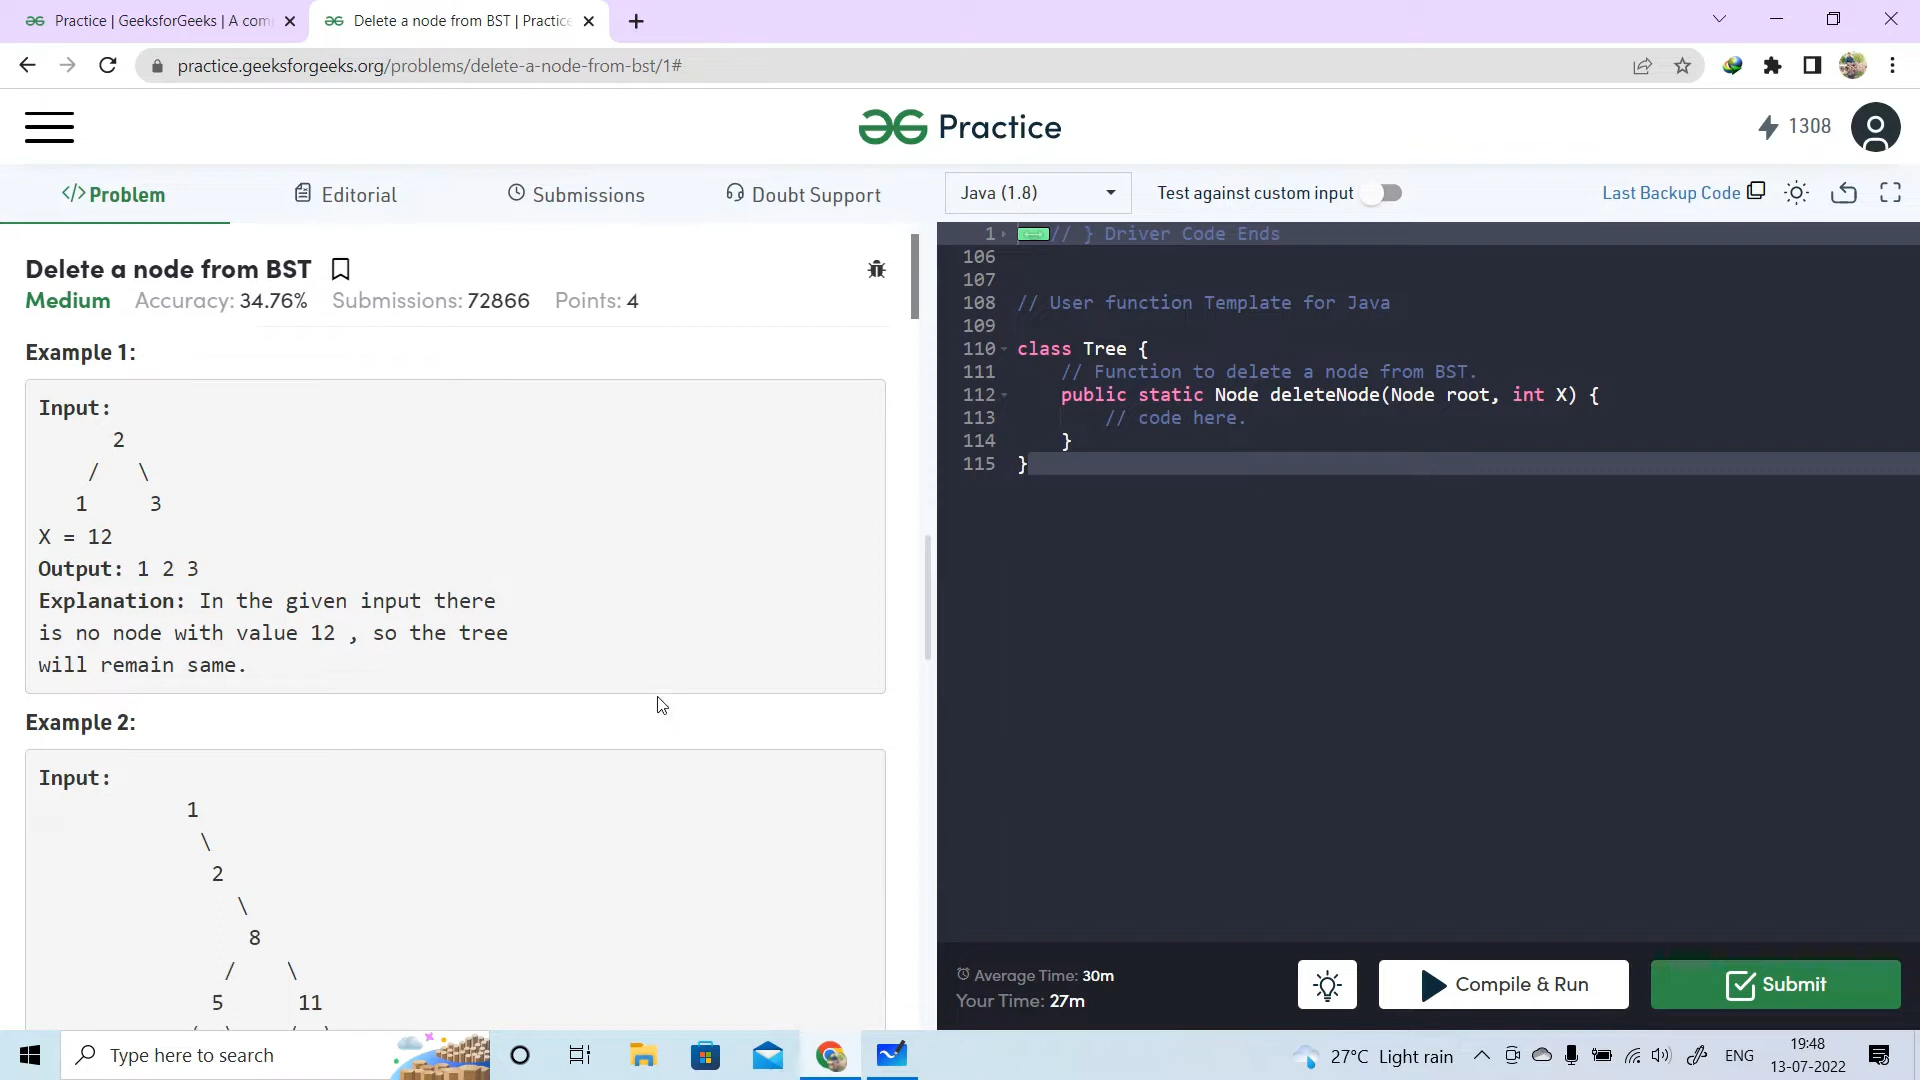 Practice | GeeksforGeeks | A com
Delete a node from BST | Practice
practice.geeksforgeeks.org/problems/delete-a-node-from-bst/1#
Practice
1308
</>Problem
Editorial
Submissions
Doubt Support
Java (1.8)
Test against custom input
Last Backup Code
Delete a node from BST
Medium Accuracy: 34.76% Submissions: 72866 Points: 4
Example 1:
Input:
2
/ \
1 3
X = 12
Output: 1 2 3
Explanation: In the given input there
is no node with value 12 , so the tree
will remain same.
Example 2:
Input:
1
\
2
\
8
/ \
5 11
1 // } Driver Code Ends
106
107
108 // User function Template for Java
109
110 class Tree {
111 // Function to delete a node from BST.
112 public static Node deleteNode(Node root, int X) {
113 // code here.
114 }
115 }
Average Time: 30m
Your Time: 27m
Compile & Run
Submit
Type here to search
27°C Light rain
ENG
19:48
13-07-2022